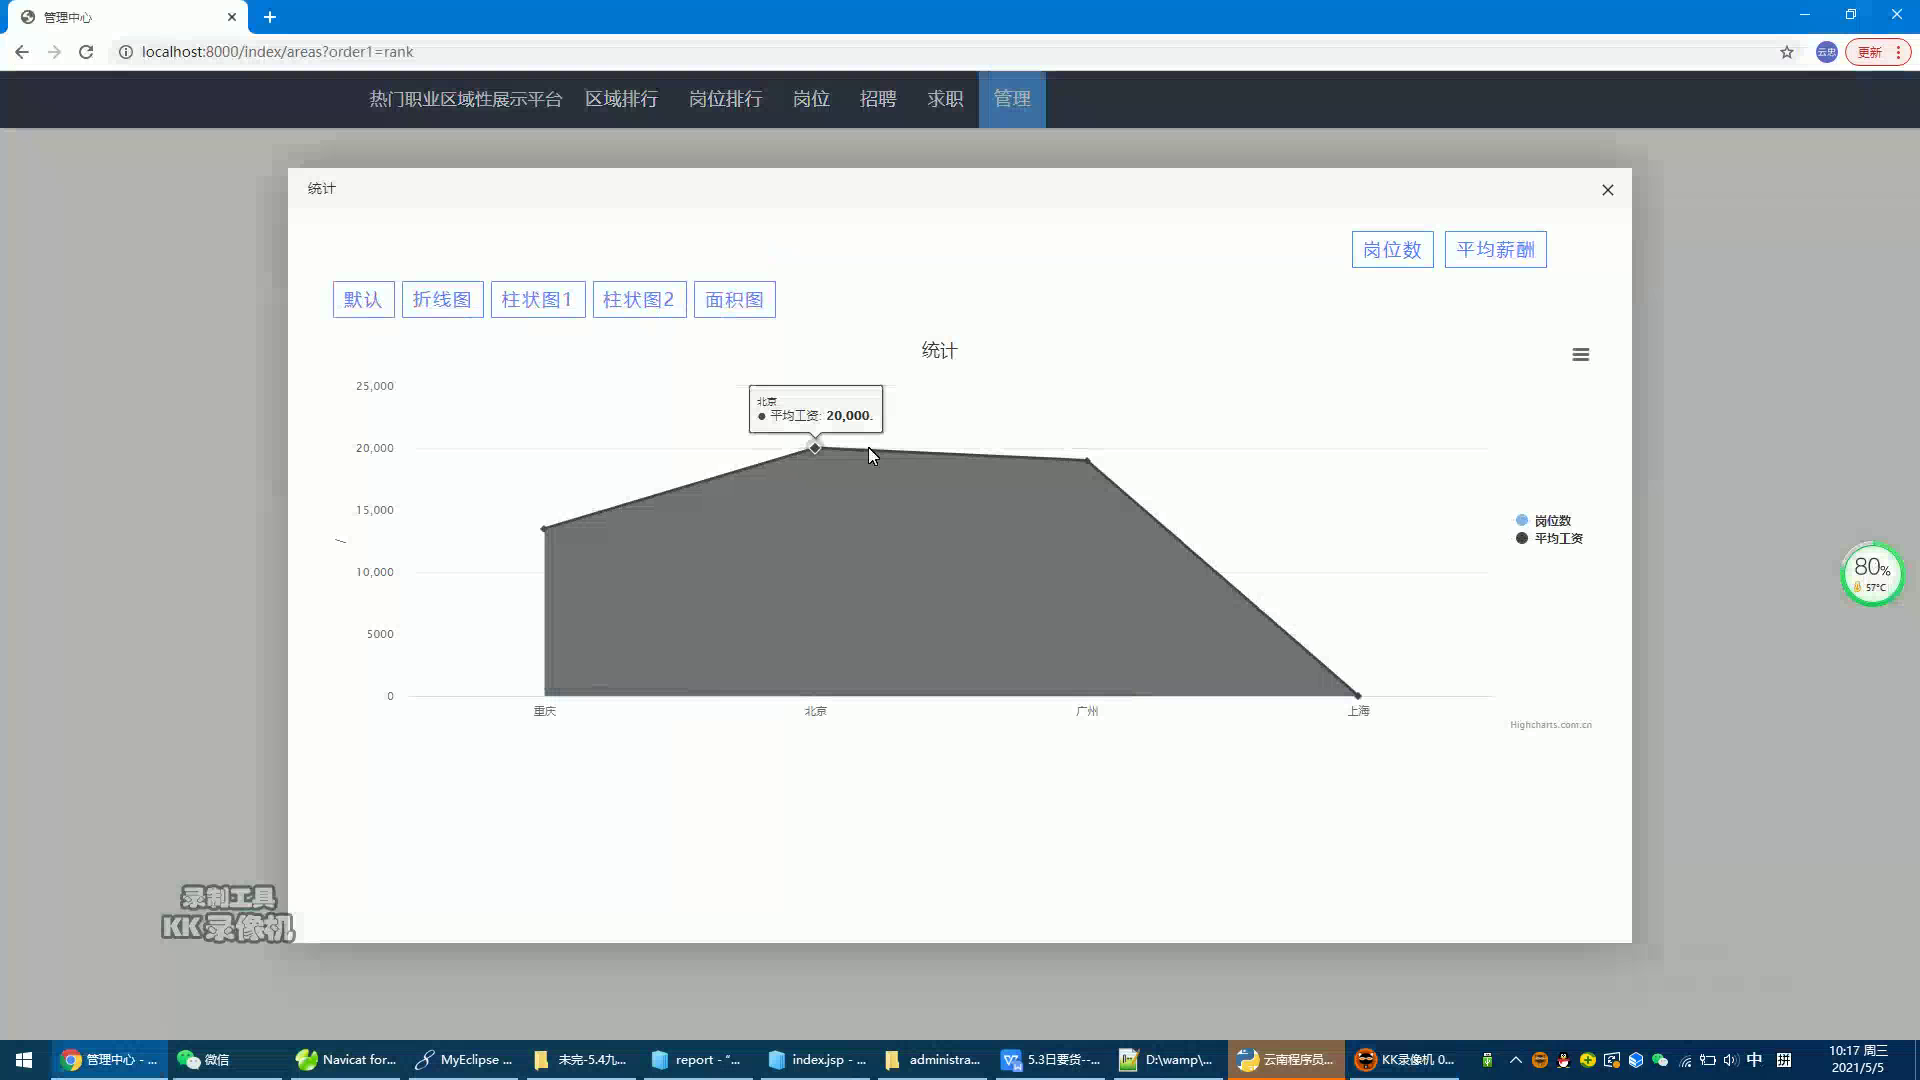 管理中心
localhost:8000/index/areas?order1=rank
云忠
更新
热门职业区域性展示平台 区域排行 岗位排行 岗位 招聘 求职 管理
统计
岗位数 平均薪酬
默认 折线图 柱状图1 柱状图2 面积图
统计
25,000
北京
平均工资: 20,000.
20,000
15,000
岗位数
平均工资
10,000
80%
57°C
5000
0
重庆 北京 广州 上海
Highcharts.com.cn
录制工具
KK 录像机
管理中心 - ... 微信 Navicat for... MyEclipse ... 未完-5.4九... report - “... index.jsp - ... administra... 5.3日要货--... D:\wamp\... 云南程序员... KK录像机 0... 中 拼
10:17 周三
2021/5/5